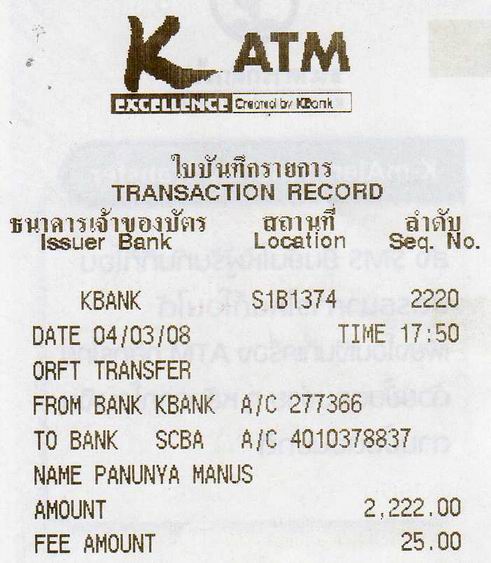 K ATM
EXCELLENCE Created by KBank
ใบบันทึกรายการ
TRANSACTION RECORD
ธนาคารเจ้าของบัตร สถานที่ ลำดับ
Issuer Bank Location Seq. No.
KBANK S1B1374 2220
DATE 04/03/08 TIME 17:50
ORFT TRANSFER
FROM BANK KBANK A/C 277366
TO BANK SCBA A/C 4010378837
NAME PANUNYA MANUS
AMOUNT 2,222.00
FEE AMOUNT 25.00